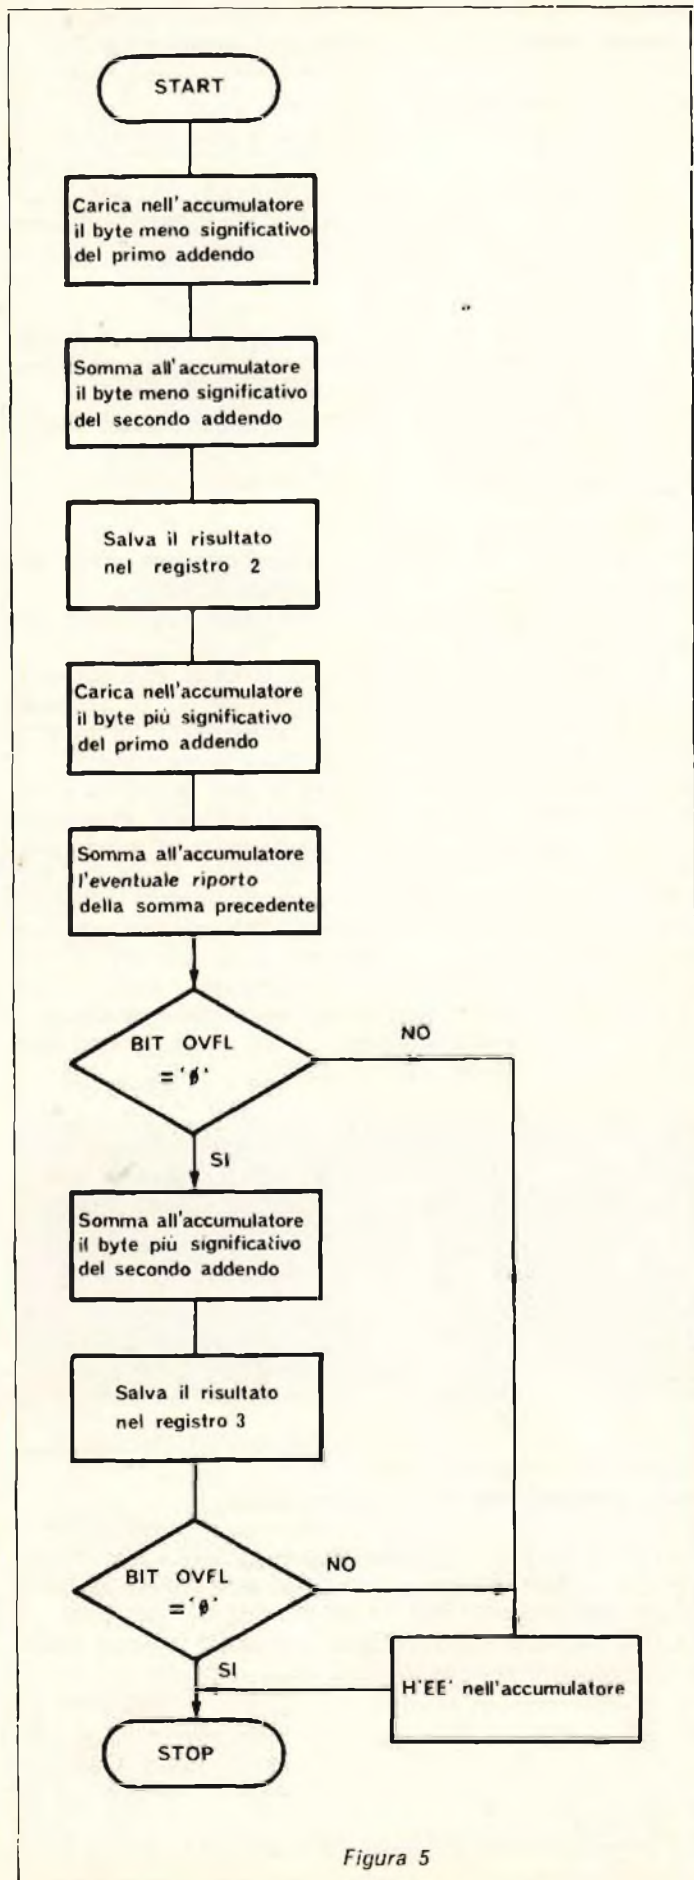 START
Carica nell'accumulatore
il byte meno significativo
del primo addendo
Somma all'accumulatore
il byte meno significativo
del secondo addendo
Salva il risultato
nel registro 2
Carica nell'accumulatore
il byte più significativo
del primo addendo
Somma all'accumulatore
l'eventuale riporto
della somma precedente
BIT OVFL
='∅'
NO
SI
Somma all'accumulatore
il byte più significativo
del secondo addendo
Salva il risultato
nel registro 3
BIT OVFL
='∅'
NO
SI
H'EE' nell'accumulatore
STOP
Figura 5